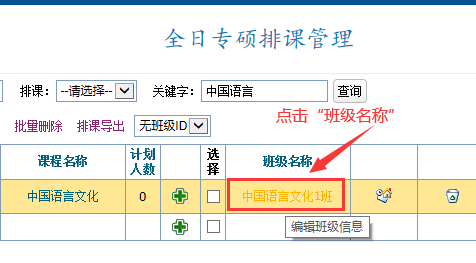 全日专硕排课管理
排课： --请选择-- 关键字： 中国语言 查询
点击“班级名称”
批量删除 排课导出 无班级ID
课程名称 计划人数 选择 班级名称
中国语言文化 0 中国语言文化1班
编辑班级信息